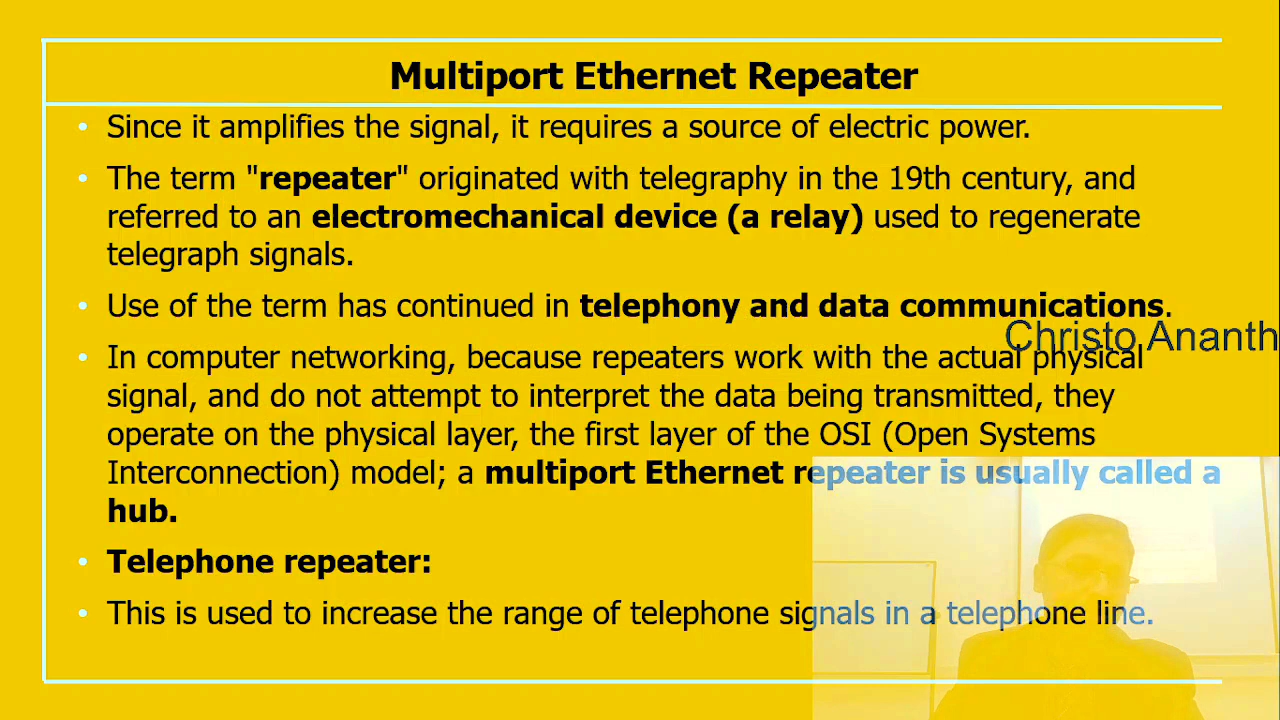 Multiport Ethernet Repeater
• Since it amplifies the signal, it requires a source of electric power.
• The term "repeater" originated with telegraphy in the 19th century, and
referred to an electromechanical device (a relay) used to regenerate
telegraph signals.
• Use of the term has continued in telephony and data communications.
Christo Ananth
• In computer networking, because repeaters work with the actual physical
signal, and do not attempt to interpret the data being transmitted, they
operate on the physical layer, the first layer of the OSI (Open Systems
Interconnection) model; a multiport Ethernet repeater is usually called a
hub.
• Telephone repeater:
• This is used to increase the range of telephone signals in a telephone line.